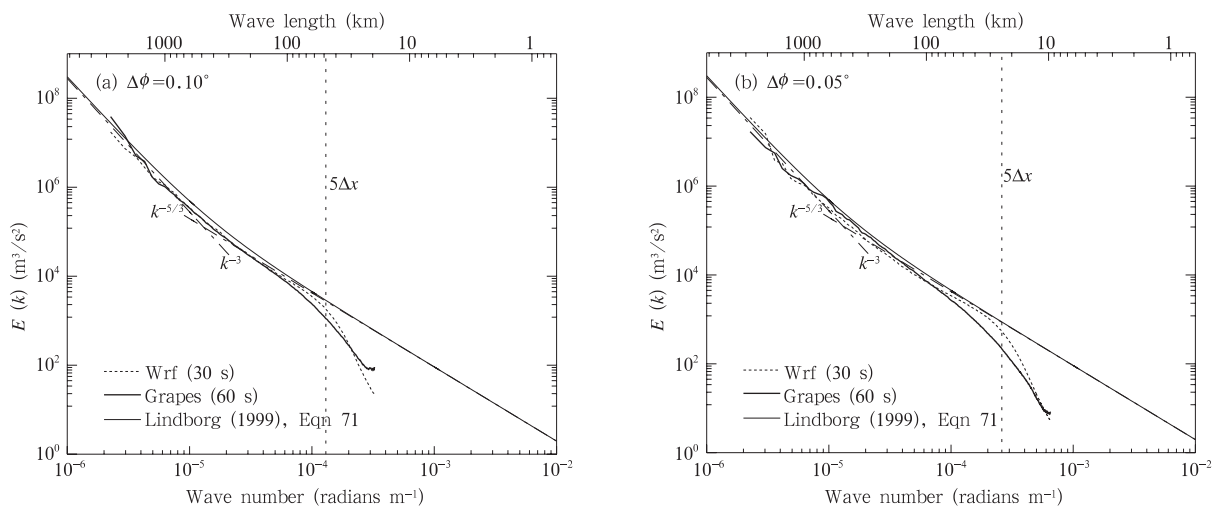 Wave length (km)
1000 100 10 1
(a) Δϕ=0.10°
10⁸
10⁶
10⁴
10²
10⁰
E (k) (m³/s²)
5Δx
k⁻⁵/³
k⁻³
Wrf (30 s)
Grapes (60 s)
Lindborg (1999), Eqn 71
10⁻⁶ 10⁻⁵ 10⁻⁴ 10⁻³ 10⁻²
Wave number (radians m⁻¹)
Wave length (km)
1000 100 10 1
(b) Δϕ=0.05°
10⁸
10⁶
10⁴
10²
10⁰
E (k) (m³/s²)
5Δx
k⁻⁵/³
k⁻³
Wrf (30 s)
Grapes (60 s)
Lindborg (1999), Eqn 71
10⁻⁶ 10⁻⁵ 10⁻⁴ 10⁻³ 10⁻²
Wave number (radians m⁻¹)